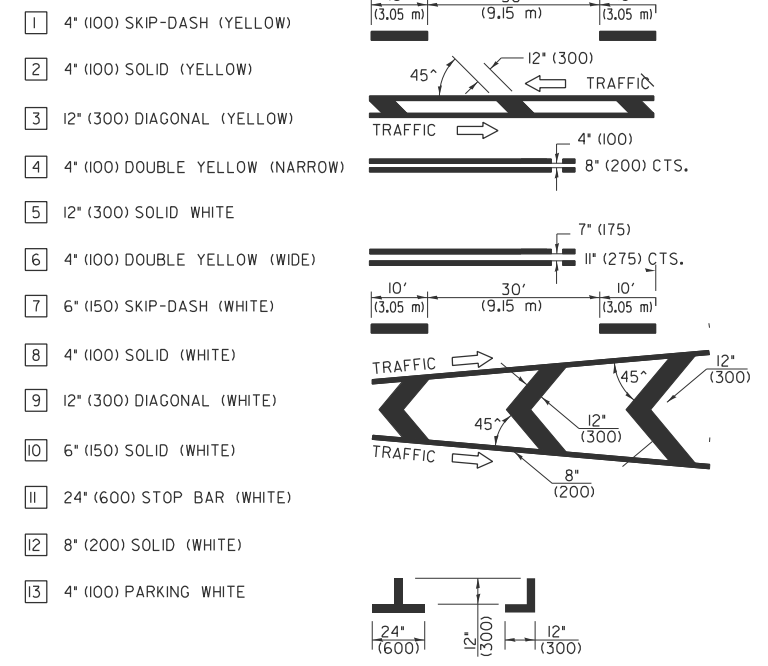 (3.05 m)
(9.15 m)
(3.05 m)
1 4" (100) SKIP-DASH (YELLOW)
12" (300)
2 4" (100) SOLID (YELLOW)
45^
TRAFFIC
3 12" (300) DIAGONAL (YELLOW)
TRAFFIC
4" (100)
4 4" (100) DOUBLE YELLOW (NARROW)
8" (200) CTS.
5 12" (300) SOLID WHITE
7" (175)
6 4" (100) DOUBLE YELLOW (WIDE)
11" (275) CTS.
10'
30'
10'
7 6" (150) SKIP-DASH (WHITE)
(3.05 m)
(9.15 m)
(3.05 m)
8 4" (100) SOLID (WHITE)
TRAFFIC
12"
(300)
45^
9 12" (300) DIAGONAL (WHITE)
45^
12"
(300)
10 6" (150) SOLID (WHITE)
TRAFFIC
8"
(200)
11 24" (600) STOP BAR (WHITE)
12 8" (200) SOLID (WHITE)
13 4" (100) PARKING WHITE
24"
(600)
12"
(300)
12"
(300)